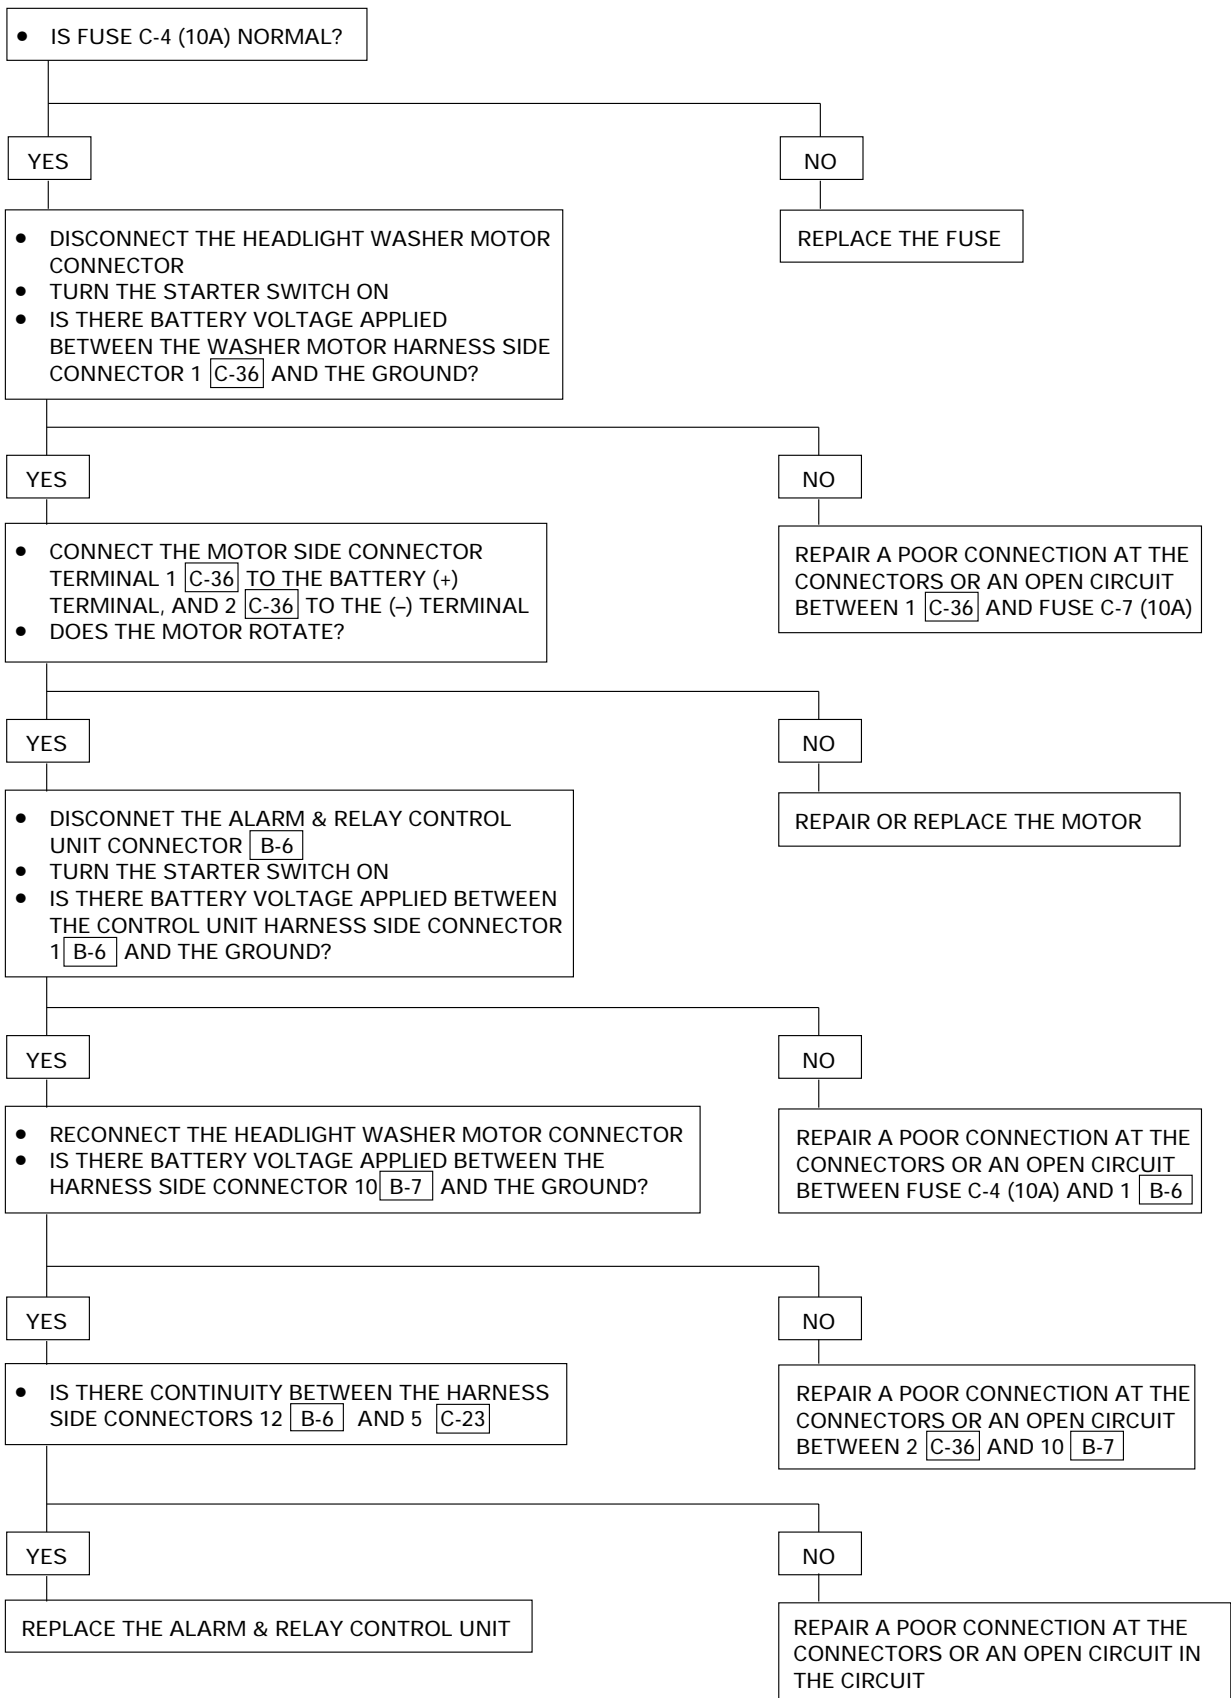 • IS FUSE C-4 (10A) NORMAL?
YES
NO
• DISCONNECT THE HEADLIGHT WASHER MOTOR
CONNECTOR
• TURN THE STARTER SWITCH ON
• IS THERE BATTERY VOLTAGE APPLIED
BETWEEN THE WASHER MOTOR HARNESS SIDE
CONNECTOR 1 C-36 AND THE GROUND?
REPLACE THE FUSE
YES
NO
• CONNECT THE MOTOR SIDE CONNECTOR
TERMINAL 1 C-36 TO THE BATTERY (+)
TERMINAL, AND 2 C-36 TO THE (–) TERMINAL
• DOES THE MOTOR ROTATE?
REPAIR A POOR CONNECTION AT THE
CONNECTORS OR AN OPEN CIRCUIT
BETWEEN 1 C-36 AND FUSE C-7 (10A)
YES
NO
• DISCONNET THE ALARM & RELAY CONTROL
UNIT CONNECTOR B-6
• TURN THE STARTER SWITCH ON
• IS THERE BATTERY VOLTAGE APPLIED BETWEEN
THE CONTROL UNIT HARNESS SIDE CONNECTOR
1 B-6 AND THE GROUND?
REPAIR OR REPLACE THE MOTOR
YES
NO
• RECONNECT THE HEADLIGHT WASHER MOTOR CONNECTOR
• IS THERE BATTERY VOLTAGE APPLIED BETWEEN THE
HARNESS SIDE CONNECTOR 10 B-7 AND THE GROUND?
REPAIR A POOR CONNECTION AT THE
CONNECTORS OR AN OPEN CIRCUIT
BETWEEN FUSE C-4 (10A) AND 1 B-6
YES
NO
• IS THERE CONTINUITY BETWEEN THE HARNESS
SIDE CONNECTORS 12 B-6 AND 5 C-23
REPAIR A POOR CONNECTION AT THE
CONNECTORS OR AN OPEN CIRCUIT
BETWEEN 2 C-36 AND 10 B-7
YES
NO
REPLACE THE ALARM & RELAY CONTROL UNIT
REPAIR A POOR CONNECTION AT THE
CONNECTORS OR AN OPEN CIRCUIT IN
THE CIRCUIT